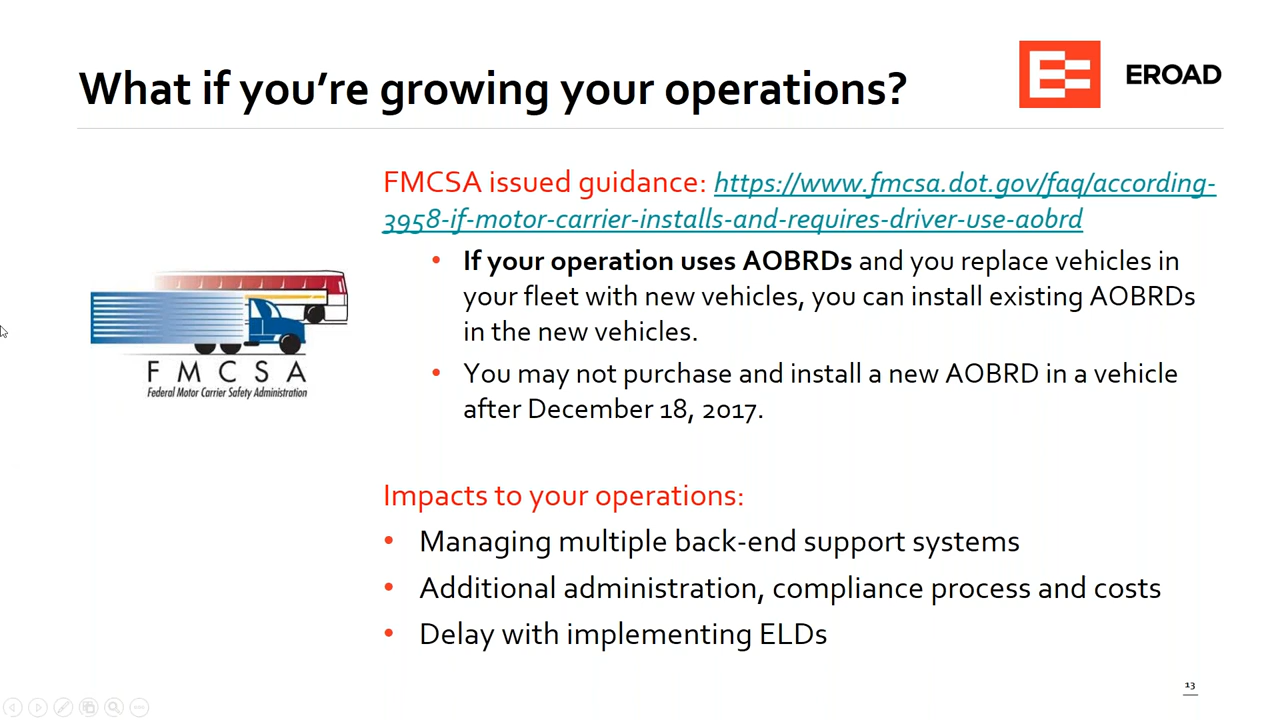 What if you’re growing your operations?
EROAD
FMCSA issued guidance: https://www.fmcsa.dot.gov/faq/according-
3958-if-motor-carrier-installs-and-requires-driver-use-aobrd
• If your operation uses AOBRDs and you replace vehicles in
your fleet with new vehicles, you can install existing AOBRDs
in the new vehicles.
• You may not purchase and install a new AOBRD in a vehicle
after December 18, 2017.
FMCSA
Federal Motor Carrier Safety Administration
Impacts to your operations:
• Managing multiple back-end support systems
• Additional administration, compliance process and costs
• Delay with implementing ELDs
13